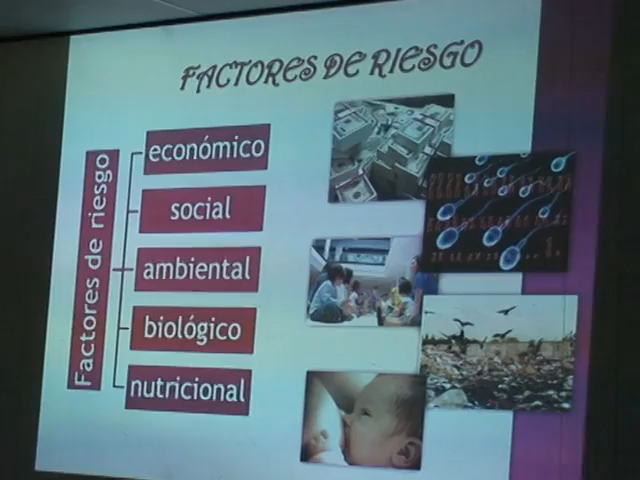 FACTORES DE RIESGO
Factores de riesgo
económico
social
ambiental
biológico
nutricional